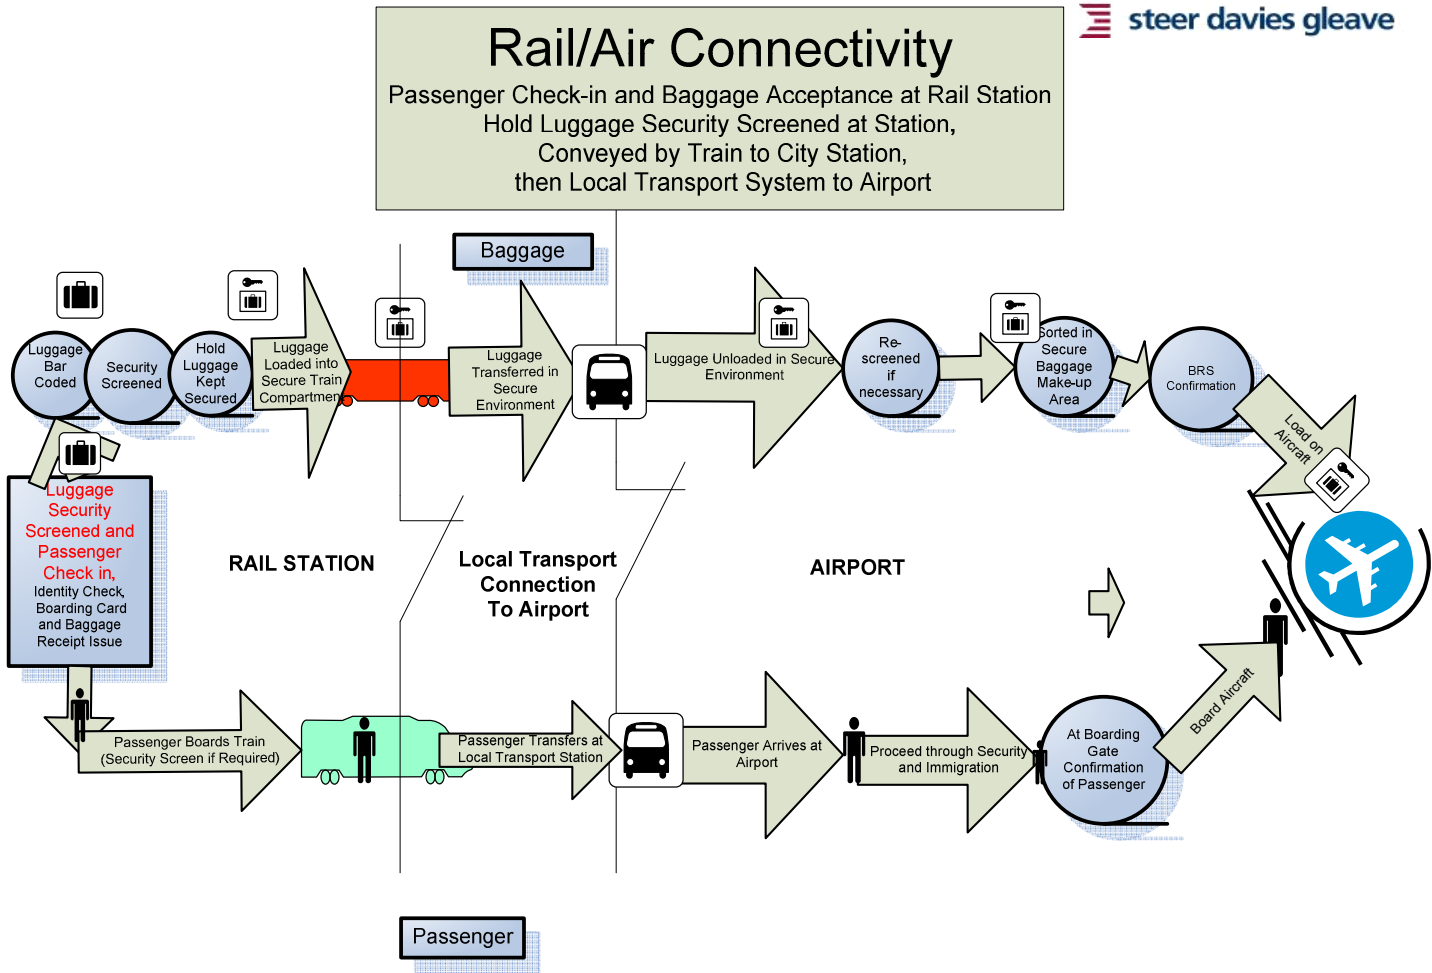 steer davies gleave
Rail/Air Connectivity
Passenger Check-in and Baggage Acceptance at Rail Station
Hold Luggage Security Screened at Station,
Conveyed by Train to City Station,
then Local Transport System to Airport
Baggage
Luggage
Bar
Coded
Security
Screened
Hold
Luggage
Kept
Secured
Luggage
Loaded into
Secure Train
Compartment
Luggage
Transferred in
Secure
Environment
Luggage Unloaded in Secure
Environment
Re-
screened
if
necessary
Sorted in
Secure
Baggage
Make-up
Area
BRS
Confirmation
Load on
Aircraft
Luggage
Security
Screened and
Passenger
Check in,
Identity Check,
Boarding Card
and Baggage
Receipt Issue
RAIL STATION
Local Transport
Connection
To Airport
AIRPORT
Passenger Boards Train
(Security Screen if Required)
Passenger Transfers at
Local Transport Station
Passenger Arrives at
Airport
Proceed through Security
and Immigration
At Boarding
Gate
Confirmation
of Passenger
Board Aircraft
Passenger